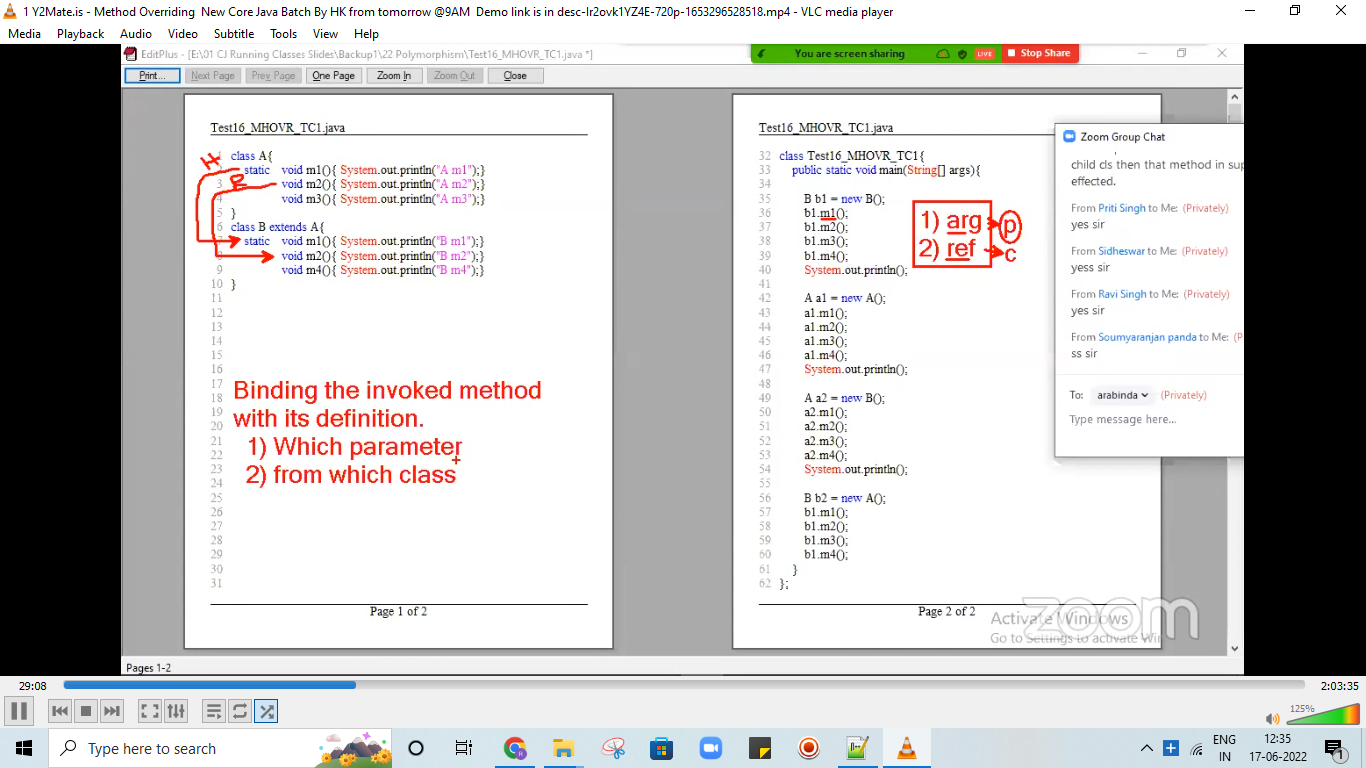 1 Y2Mate.is - Method Overriding  New Core Java Batch By HK from tomorrow @9AM  Demo link is in desc-Ir2ovk1YZ4E-720p-1653296528518.mp4 - VLC media player
Media Playback Audio Video Subtitle Tools View Help
EditPlus - [E:\01 CJ Running Classes Slides\Backup1\22 Polymorphism\Test16_MHOVR_TC1.java *]
You are screen sharing LIVE Stop Share
Print... Next Page Prev Page One Page Zoom In Zoom Out Close
Test16_MHOVR_TC1.java
1 class A{
H static void m1(){ System.out.println("A m1");}
3 R void m2(){ System.out.println("A m2");}
4 void m3(){ System.out.println("A m3");}
5 }
6 class B extends A{
7 static void m1(){ System.out.println("B m1");}
8 void m2(){ System.out.println("B m2");}
9 void m4(){ System.out.println("B m4");}
10 }
11
12
13
14
15
16
17
18
19
20
21
22
23
24
25
26
27
28
29
30
31
Binding the invoked method
with its definition.
1) Which parameter
2) from which class
Page 1 of 2
Test16_MHOVR_TC1.java
32 class Test16_MHOVR_TC1{
33 public static void main(String[] args){
34
35 B b1 = new B();
36 b1.m1();
37 b1.m2();
38 b1.m3();
39 b1.m4();
40 System.out.println();
41
42 A a1 = new A();
43 a1.m1();
44 a1.m2();
45 a1.m3();
46 a1.m4();
47 System.out.println();
48
49 A a2 = new B();
50 a2.m1();
51 a2.m2();
52 a2.m3();
53 a2.m4();
54 System.out.println();
55
56 B b2 = new A();
57 b1.m1();
58 b1.m2();
59 b1.m3();
60 b1.m4();
61 }
62 };
1) arg p
2) ref c
Page 2 of 2
Zoom Group Chat
child cls then that method in sup
effected.
From Priti Singh to Me: (Privately)
yes sir
From Sidheswar to Me: (Privately)
yess sir
From Ravi Singh to Me: (Privately)
yes sir
From Soumyaranjan panda to Me: (P
ss sir
To: arabinda (Privately)
Type message here...
zoom
Activate Windows
Go to Settings to activate Win
Pages 1-2
29:08 2:03:35
125%
Type here to search
ENG 12:35
IN 17-06-2022
1